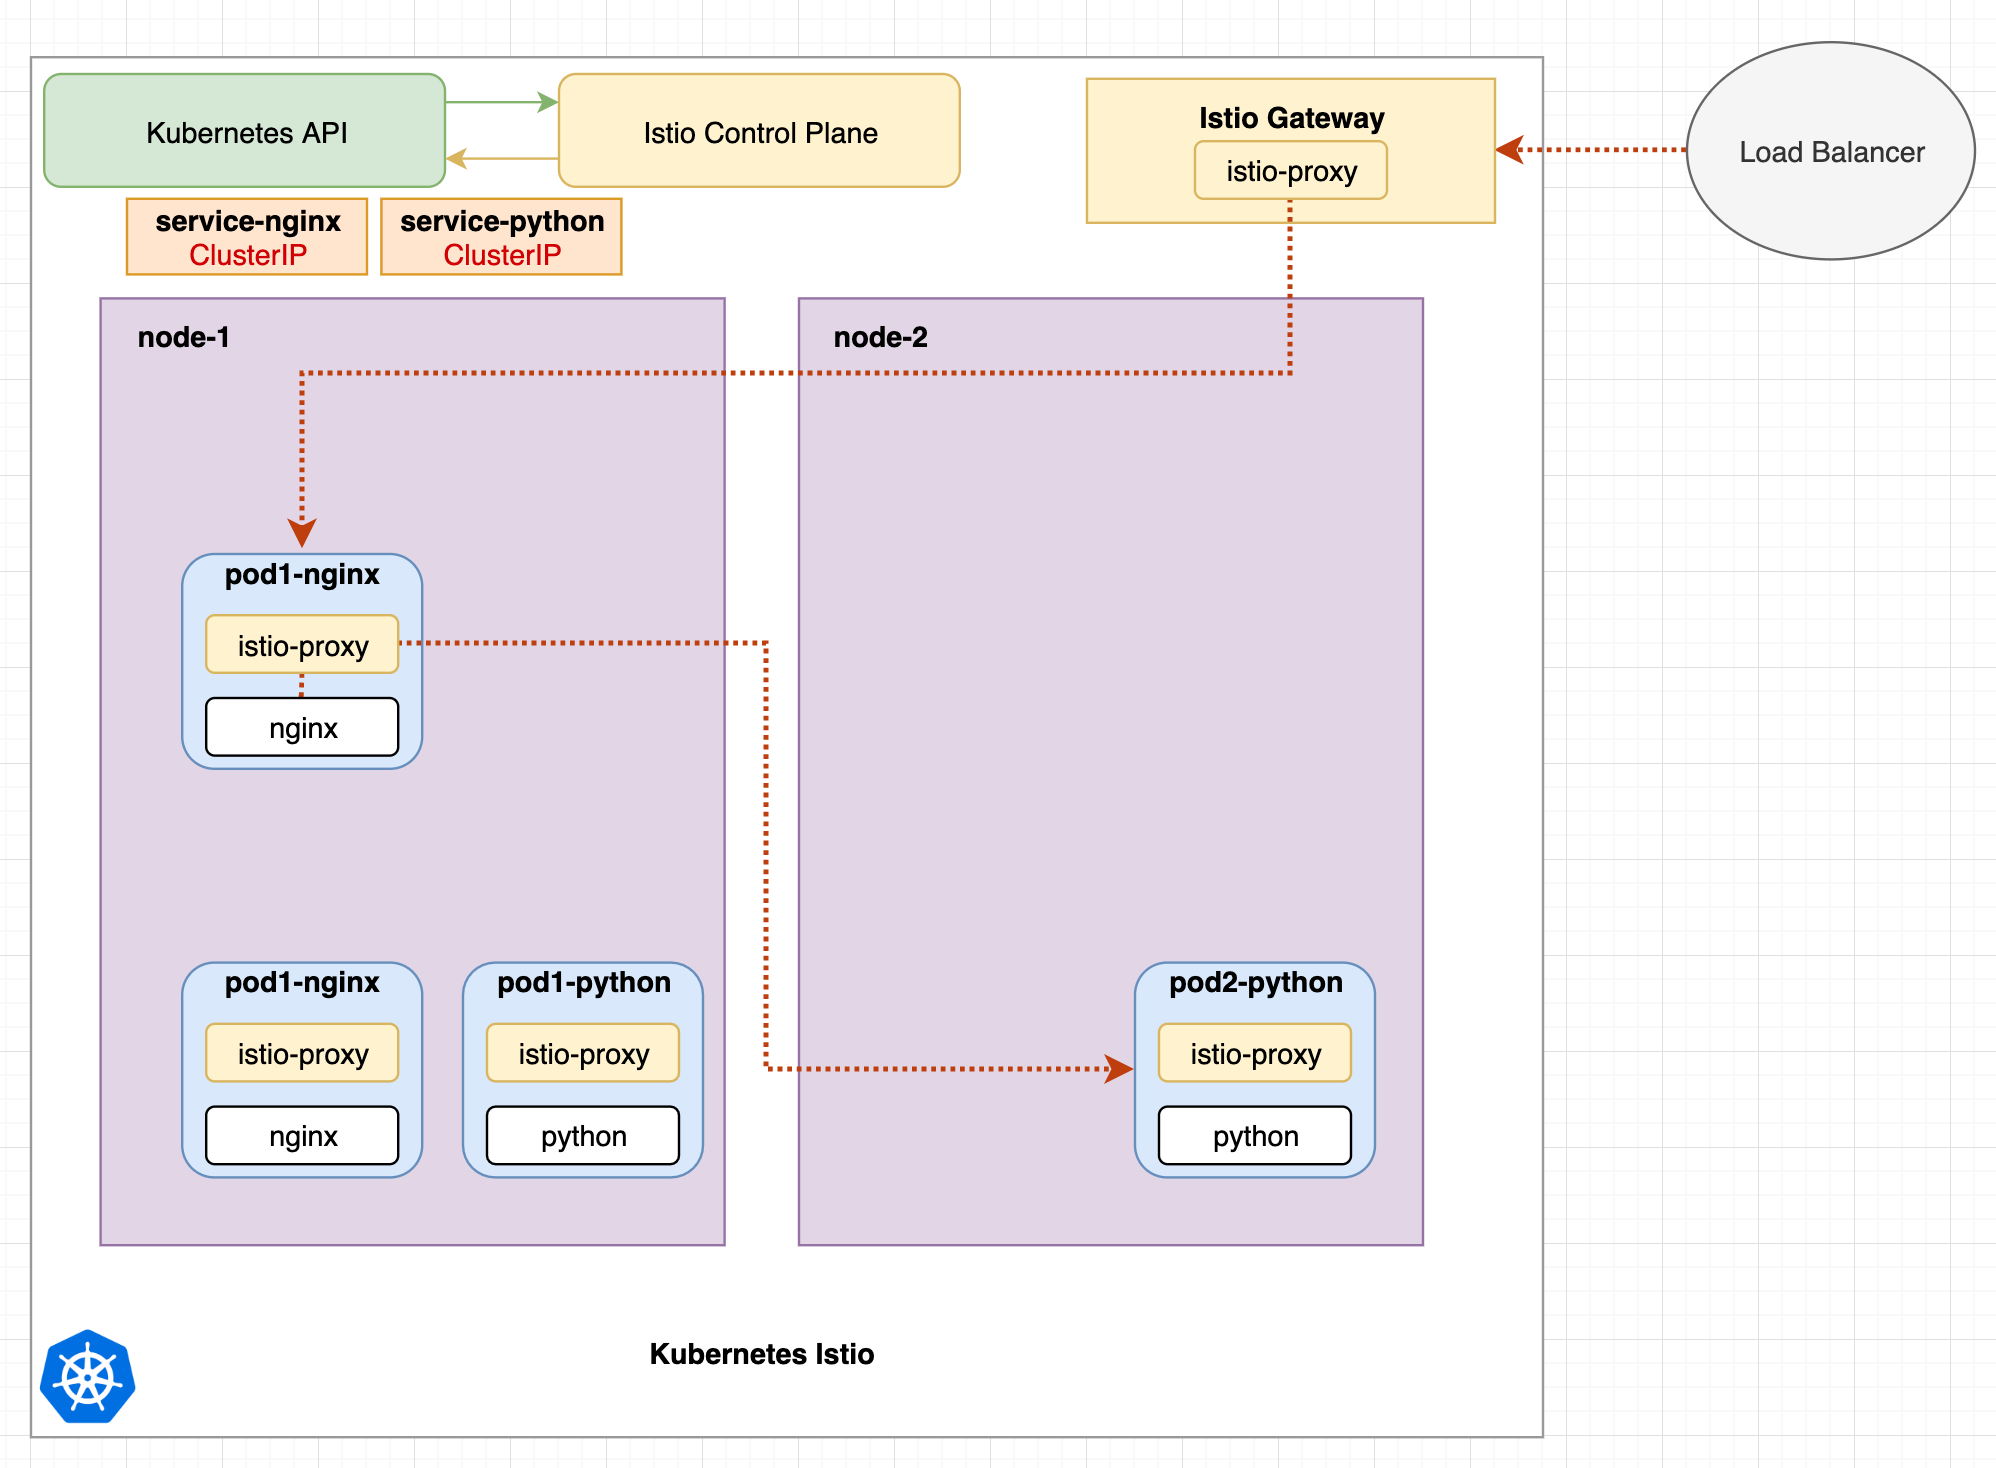 Kubernetes API
Istio Control Plane
Istio Gateway
istio-proxy
Load Balancer
service-nginx
ClusterIP
service-python
ClusterIP
node-1
node-2
pod1-nginx
istio-proxy
nginx
pod1-nginx
istio-proxy
nginx
pod1-python
istio-proxy
python
pod2-python
istio-proxy
python
Kubernetes Istio